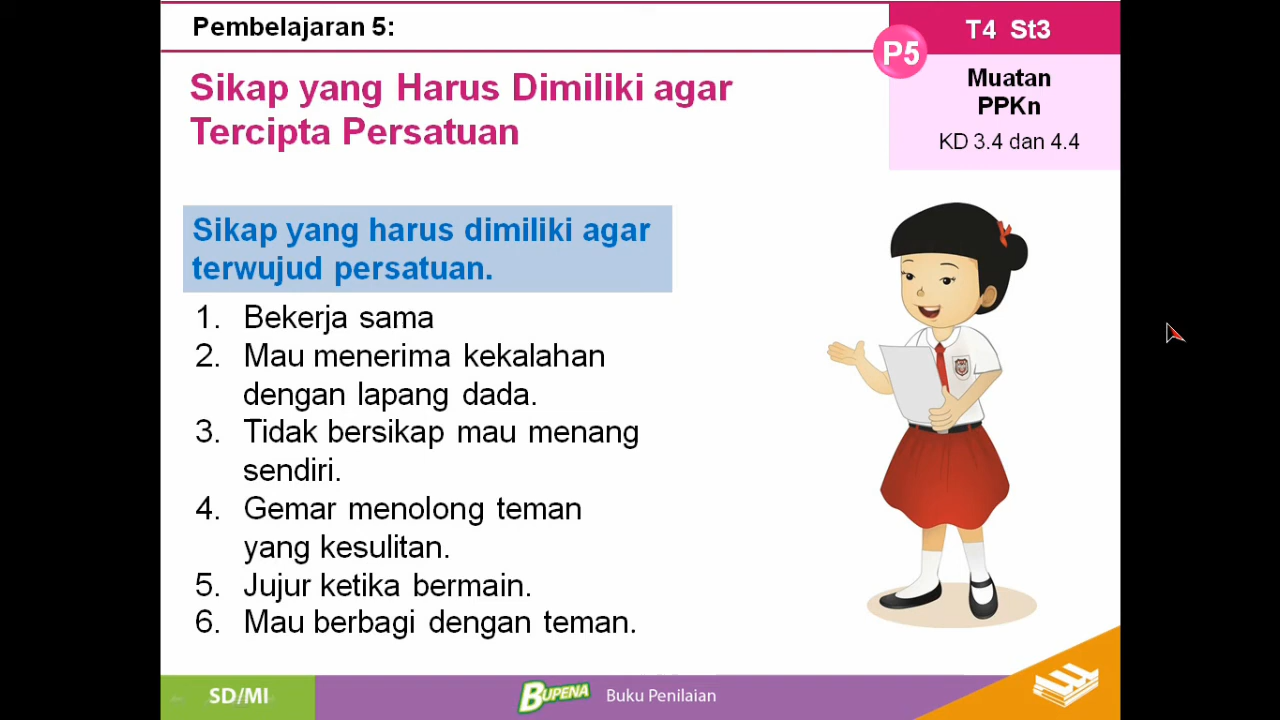 Pembelajaran 5:
T4 St3
P5
Muatan
PPKn
KD 3.4 dan 4.4
Sikap yang Harus Dimiliki agar
Tercipta Persatuan
Sikap yang harus dimiliki agar
terwujud persatuan.
1. Bekerja sama
2. Mau menerima kekalahan
dengan lapang dada.
3. Tidak bersikap mau menang
sendiri.
4. Gemar menolong teman
yang kesulitan.
5. Jujur ketika bermain.
6. Mau berbagi dengan teman.
SD/MI
BUPENA Buku Penilaian